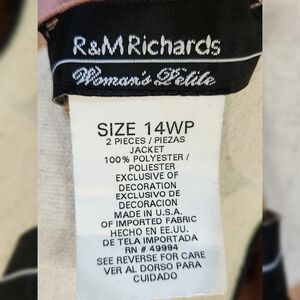 R&M Richards
Woman's Petite
SIZE 14WP
2 PIECES / PIEZAS
JACKET
100% POLYESTER /
POLIESTER
EXCLUSIVE OF
DECORATION
EXCLUSIVO DE
DECORACION
MADE IN U.S.A.
OF IMPORTED FABRIC
HECHO EN EE.UU.
DE TELA IMPORTADA
RN # 49994
SEE REVERSE FOR CARE
VER AL DORSO PARA
CUIDADO